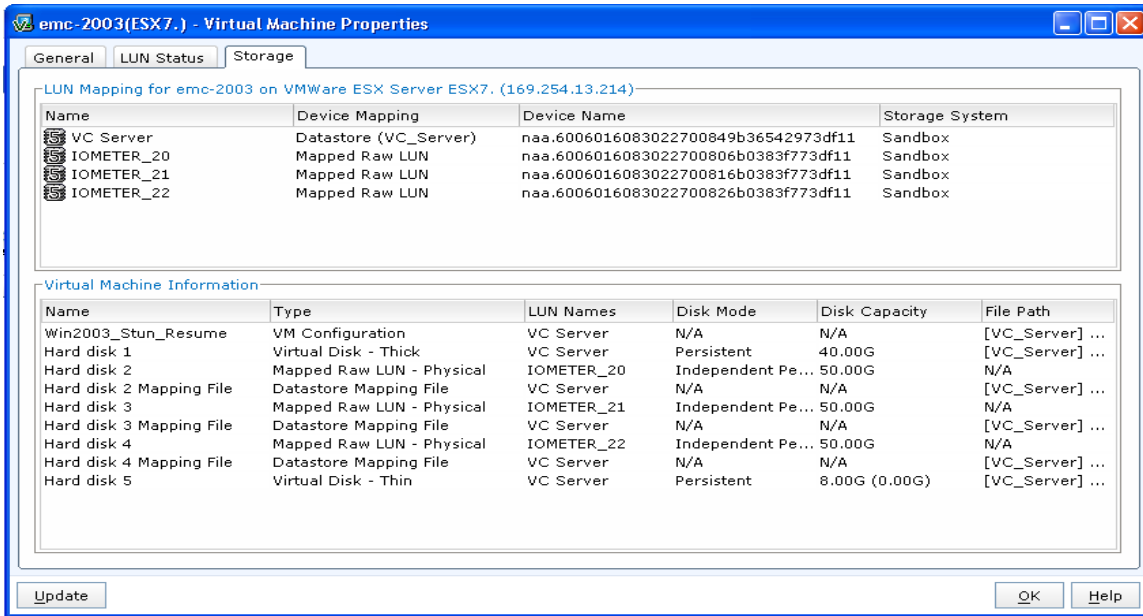 emc-2003(ESX7.) - Virtual Machine Properties
General LUN Status Storage
LUN Mapping for emc-2003 on VMWare ESX Server ESX7. (169.254.13.214)
Name Device Mapping Device Name Storage System
VC Server Datastore (VC_Server) naa.6006016083022700849b36542973df11 Sandbox
IOMETER_20 Mapped Raw LUN naa.6006016083022700806b0383f773df11 Sandbox
IOMETER_21 Mapped Raw LUN naa.6006016083022700816b0383f773df11 Sandbox
IOMETER_22 Mapped Raw LUN naa.6006016083022700826b0383f773df11 Sandbox
Virtual Machine Information
Name Type LUN Names Disk Mode Disk Capacity File Path
Win2003_Stun_Resume VM Configuration VC Server N/A N/A [VC_Server] ...
Hard disk 1 Virtual Disk - Thick VC Server Persistent 40.00G [VC_Server] ...
Hard disk 2 Mapped Raw LUN - Physical IOMETER_20 Independent Pe... 50.00G N/A
Hard disk 2 Mapping File Datastore Mapping File VC Server N/A N/A [VC_Server] ...
Hard disk 3 Mapped Raw LUN - Physical IOMETER_21 Independent Pe... 50.00G N/A
Hard disk 3 Mapping File Datastore Mapping File VC Server N/A N/A [VC_Server] ...
Hard disk 4 Mapped Raw LUN - Physical IOMETER_22 Independent Pe... 50.00G N/A
Hard disk 4 Mapping File Datastore Mapping File VC Server N/A N/A [VC_Server] ...
Hard disk 5 Virtual Disk - Thin VC Server Persistent 8.00G (0.00G) [VC_Server] ...
Update OK Help